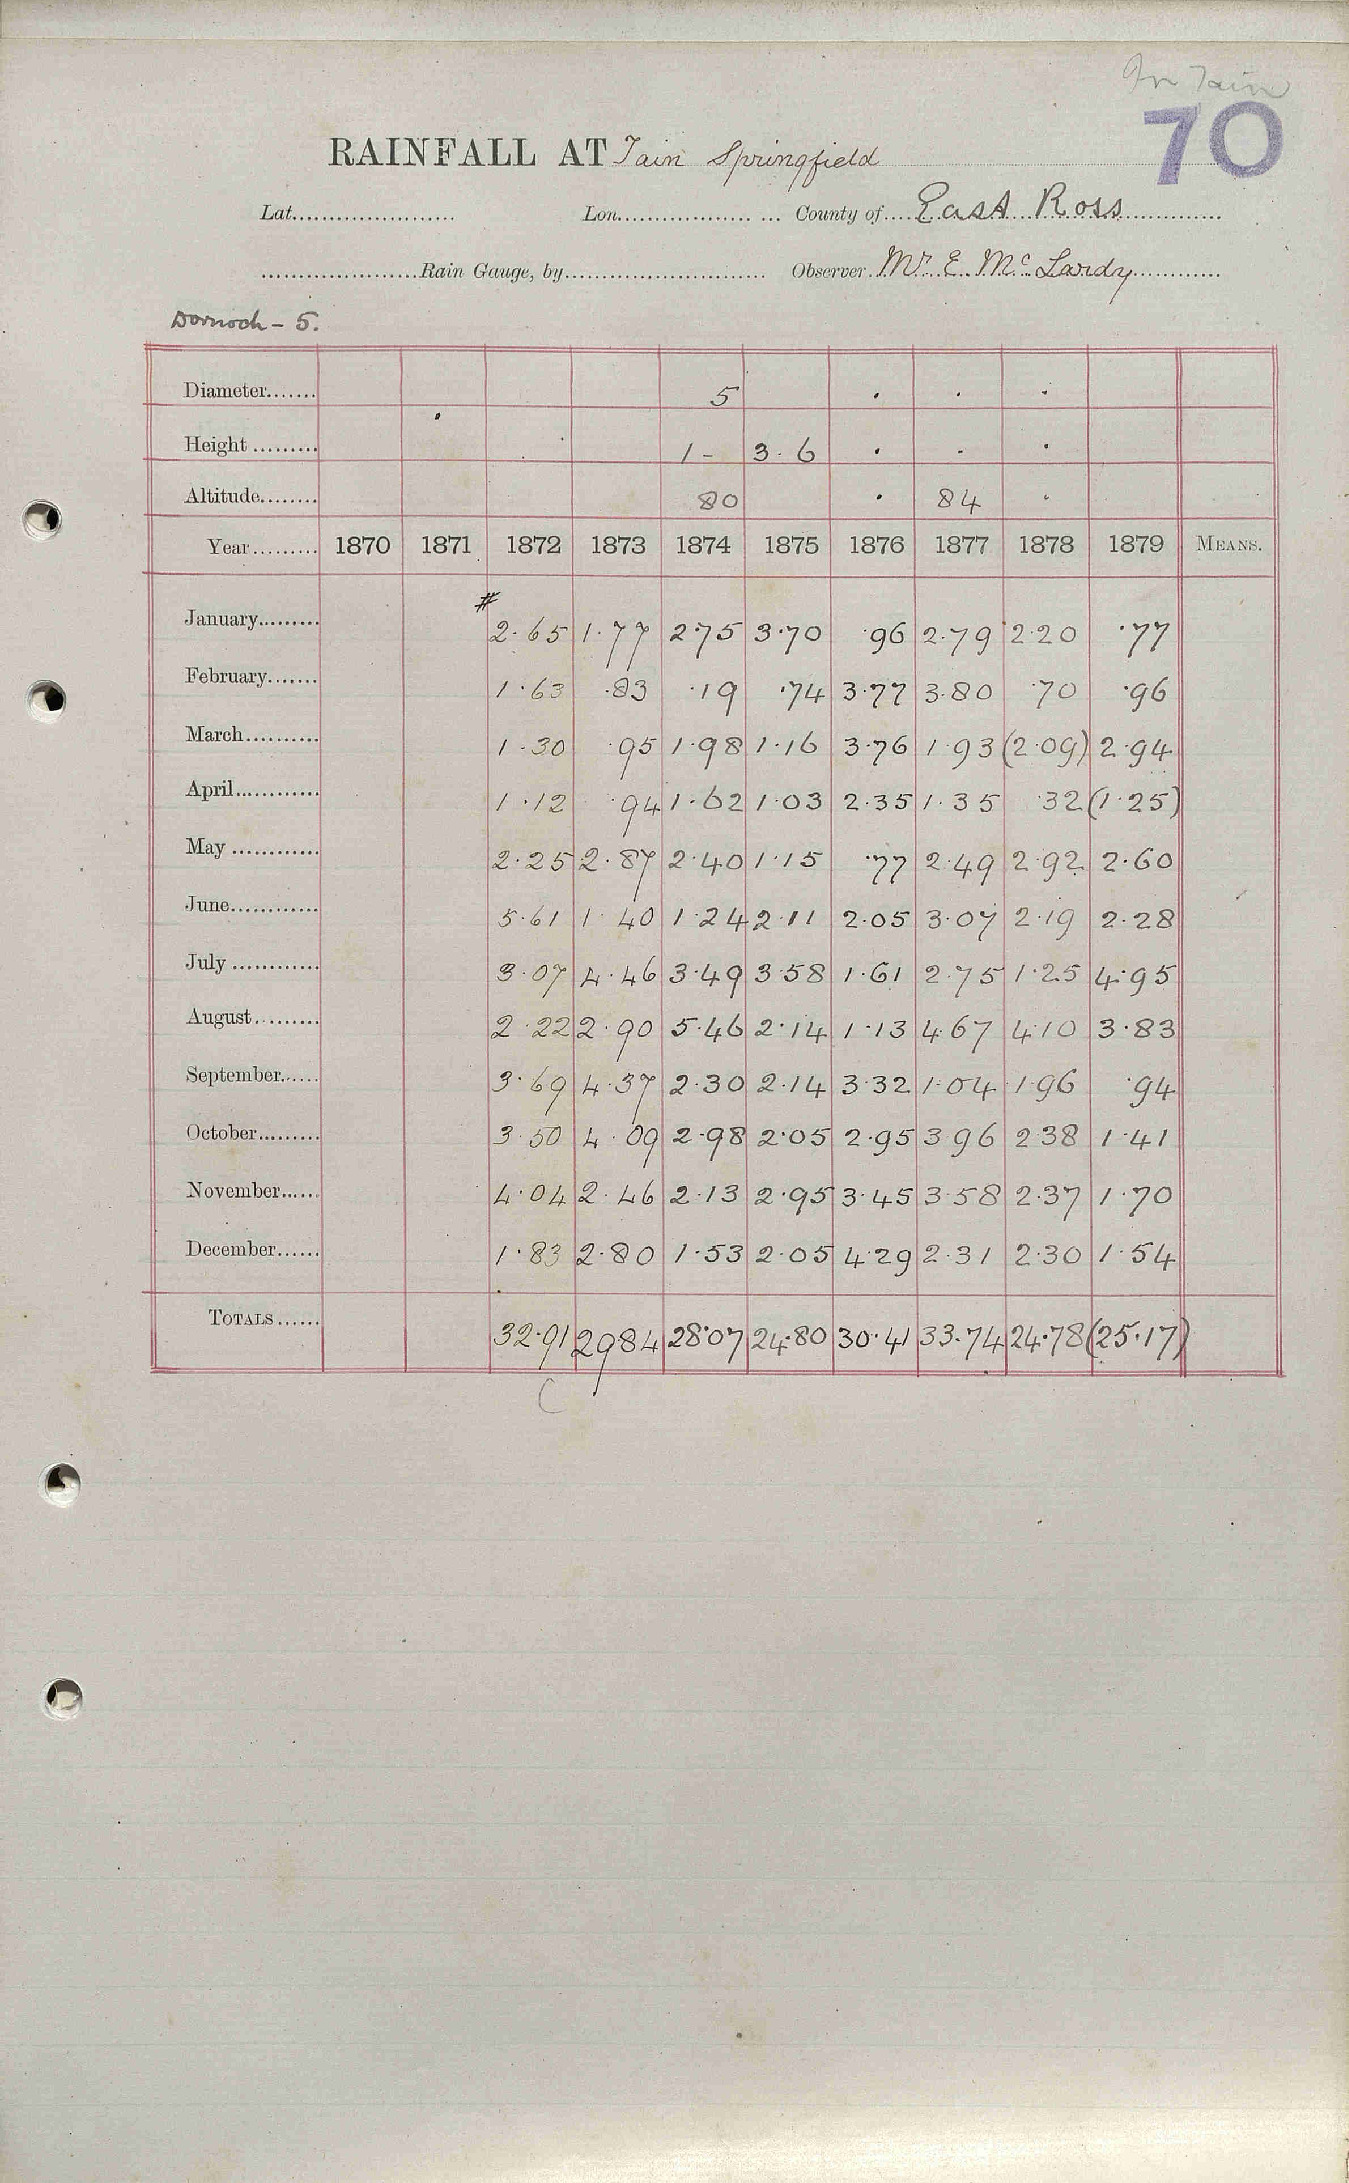 In Tain
70
RAINFALL AT Tain Springfield
Lat...................... Lon..................... County of.... East Ross
.....................Rain Gauge, by........................... Observer Mr. E. McLardy
Dornoch - 5.
Diameter....... 5 · · ·
Height ......... 1 - 3·6 · · ·
Altitude........ 80 · 84 ·
Year......... 1870 1871 1872 1873 1874 1875 1876 1877 1878 1879 MEANS.
#
January......... 2·65 1·77 2·75 3·70 ·96 2·79 2·20 ·77
February....... 1·63 ·83 ·19 ·74 3·77 3·80 ·70 ·96
March.......... 1·30 ·95 1·98 1·16 3·76 1·93 (2·09) 2·94
April............ 1·12 ·94 1·62 1·03 2·35 1·35 ·32 (1·25)
May ............ 2·25 2·87 2·40 1·15 ·77 2·49 2·92 2·60
June............ 5·61 1·40 1·24 2·11 2·05 3·07 2·19 2·28
July ............ 3·07 4·46 3·49 3·58 1·61 2·75 1·25 4·95
August......... 2·22 2·90 5·46 2·14 1·13 4·67 4·10 3·83
September...... 3·69 4·37 2·30 2·14 3·32 1·04 1·96 ·94
October......... 3·50 4·09 2·98 2·05 2·95 3·96 2·38 1·41
November...... 4·04 2·46 2·13 2·95 3·45 3·58 2·37 1·70
December...... 1·83 2·80 1·53 2·05 4·29 2·31 2·30 1·54
TOTALS...... 32·91 29 84 28·07 24·80 30·41 33·74 24·78 (25·17)
C